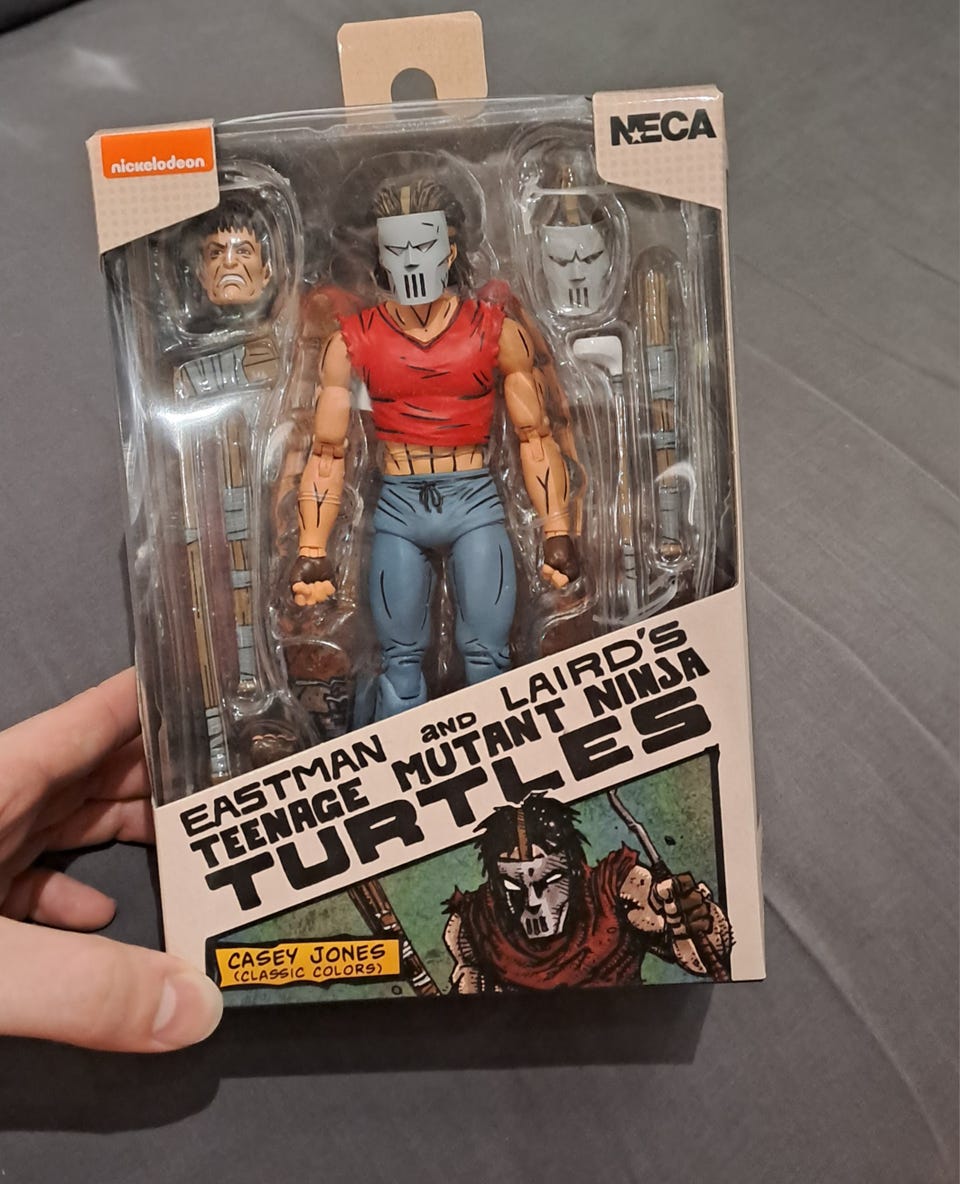 nickelodeon
NECA
EASTMAN AND LAIRD'S
TEENAGE MUTANT NINJA
TURTLES
CASEY JONES
(CLASSIC COLORS)